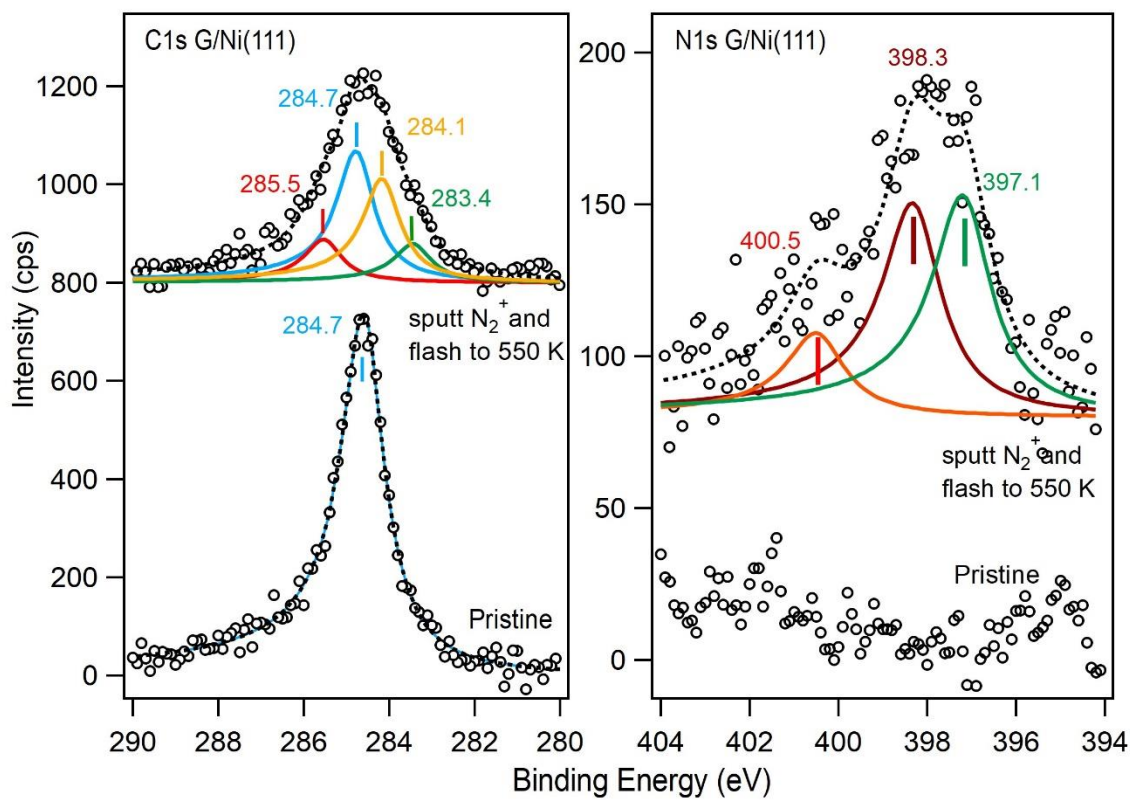 C1s G/Ni(111)
1200
1000
800
600
400
200
0
Intensity (cps)
284.7
284.1
285.5
283.4
sputt N₂⁺ and
flash to 550 K
284.7
Pristine
290 288 286 284 282 280
N1s G/Ni(111)
200
150
100
50
0
398.3
397.1
400.5
sputt N₂⁺ and
flash to 550 K
Pristine
404 402 400 398 396 394
Binding Energy (eV)